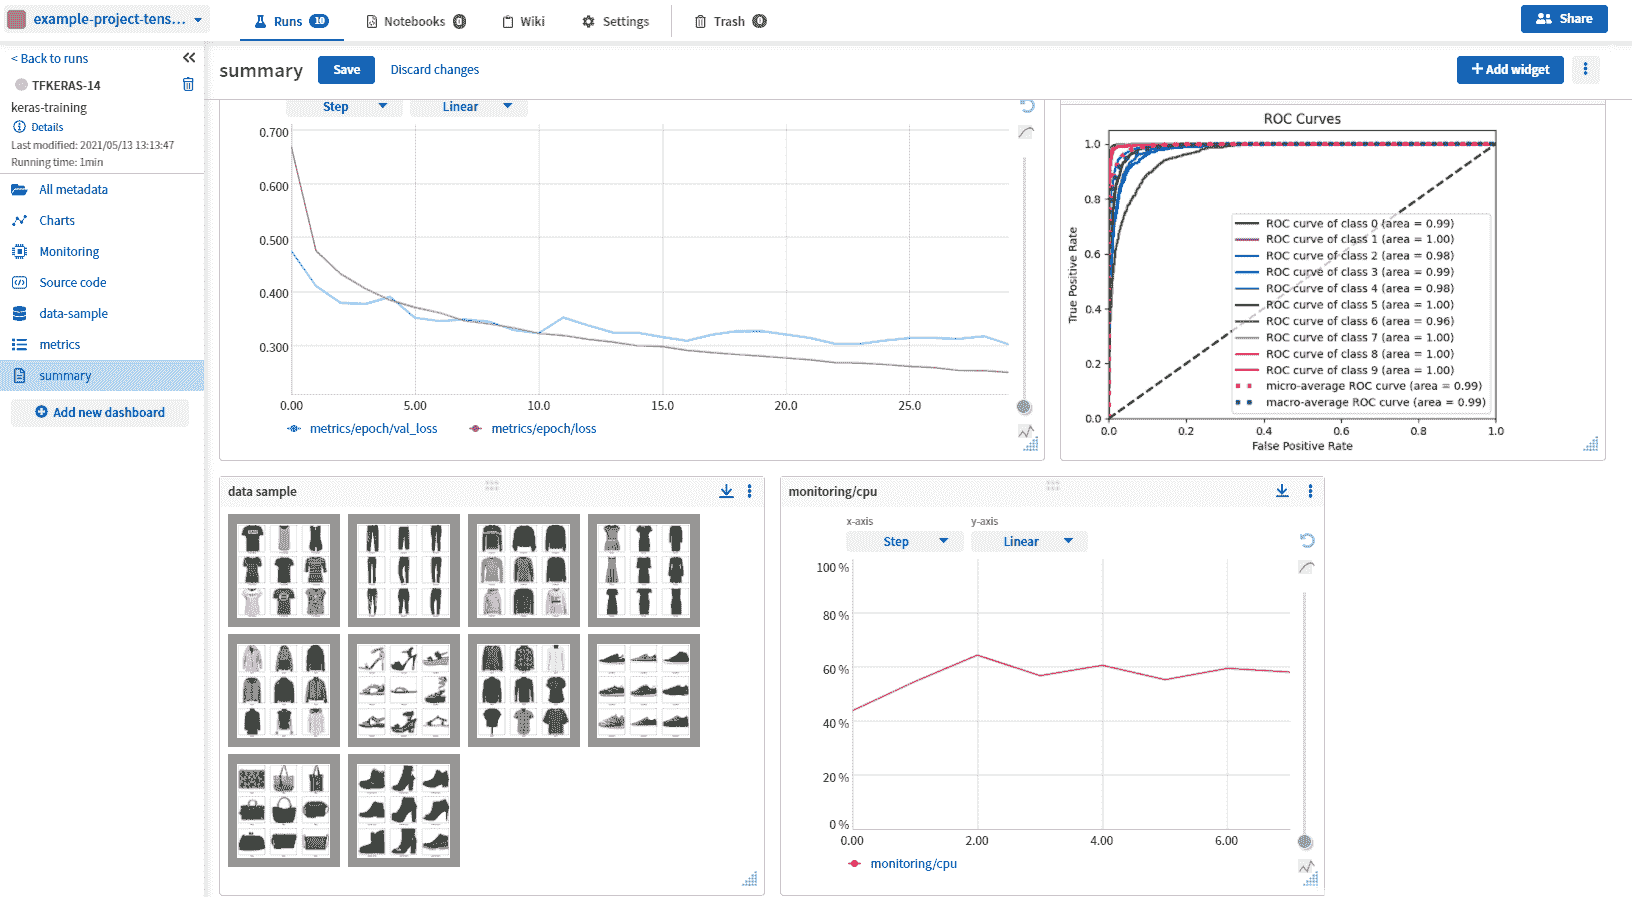 example-project-tens...
Runs 10
Notebooks 0
Wiki
Settings
Trash 0
Share
< Back to runs
TFKERAS-14
keras-training
Details
Last modified: 2021/05/13 13:13:47
Running time: 1min
All metadata
Charts
Monitoring
Source code
data-sample
metrics
summary
Add new dashboard
summary
Save
Discard changes
Add widget
Step
Linear
0.700
0.600
0.500
0.400
0.300
0.00 5.00 10.0 15.0 20.0 25.0
metrics/epoch/val_loss metrics/epoch/loss
ROC Curves
True Positive Rate
1.0
0.8
0.6
0.4
0.2
0.0
ROC curve of class 0 (area = 0.99)
ROC curve of class 1 (area = 1.00)
ROC curve of class 2 (area = 0.98)
ROC curve of class 3 (area = 0.99)
ROC curve of class 4 (area = 0.98)
ROC curve of class 5 (area = 1.00)
ROC curve of class 6 (area = 0.96)
ROC curve of class 7 (area = 1.00)
ROC curve of class 8 (area = 1.00)
ROC curve of class 9 (area = 1.00)
micro-average ROC curve (area = 0.99)
macro-average ROC curve (area = 0.99)
0.0 0.2 0.4 0.6 0.8 1.0
False Positive Rate
data sample
monitoring/cpu
x-axis
y-axis
Step
Linear
100 %
80 %
60 %
40 %
20 %
0 %
0.00 2.00 4.00 6.00
monitoring/cpu